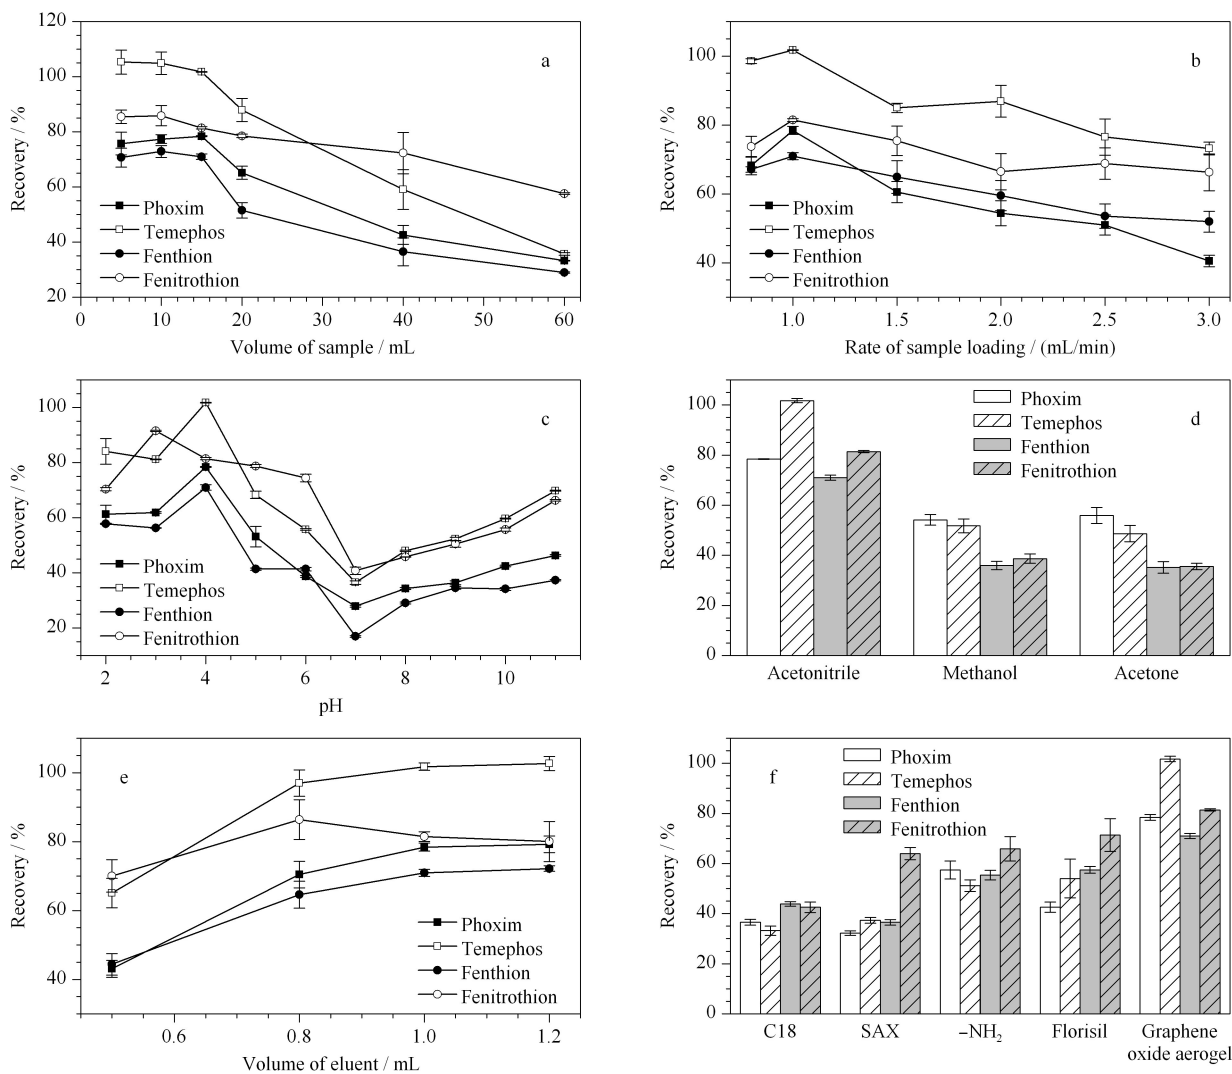 120
100
80
60
40
20
Recovery / %
a
Phoxim
Temephos
Fenthion
Fenitrothion
0 10 20 30 40 50 60
Volume of sample / mL
100
80
60
40
Recovery / %
b
Phoxim
Temephos
Fenthion
Fenitrothion
1.0 1.5 2.0 2.5 3.0
Rate of sample loading / (mL/min)
100
80
60
40
20
Recovery / %
c
Phoxim
Temephos
Fenthion
Fenitrothion
2 4 6 8 10
pH
100
80
60
40
20
0
Recovery / %
d
Phoxim
Temephos
Fenthion
Fenitrothion
Acetonitrile Methanol Acetone
100
80
60
40
Recovery / %
e
Phoxim
Temephos
Fenthion
Fenitrothion
0.6 0.8 1.0 1.2
Volume of eluent / mL
100
80
60
40
20
0
Recovery / %
f
Phoxim
Temephos
Fenthion
Fenitrothion
C18 SAX –NH₂ Florisil Graphene
oxide aerogel